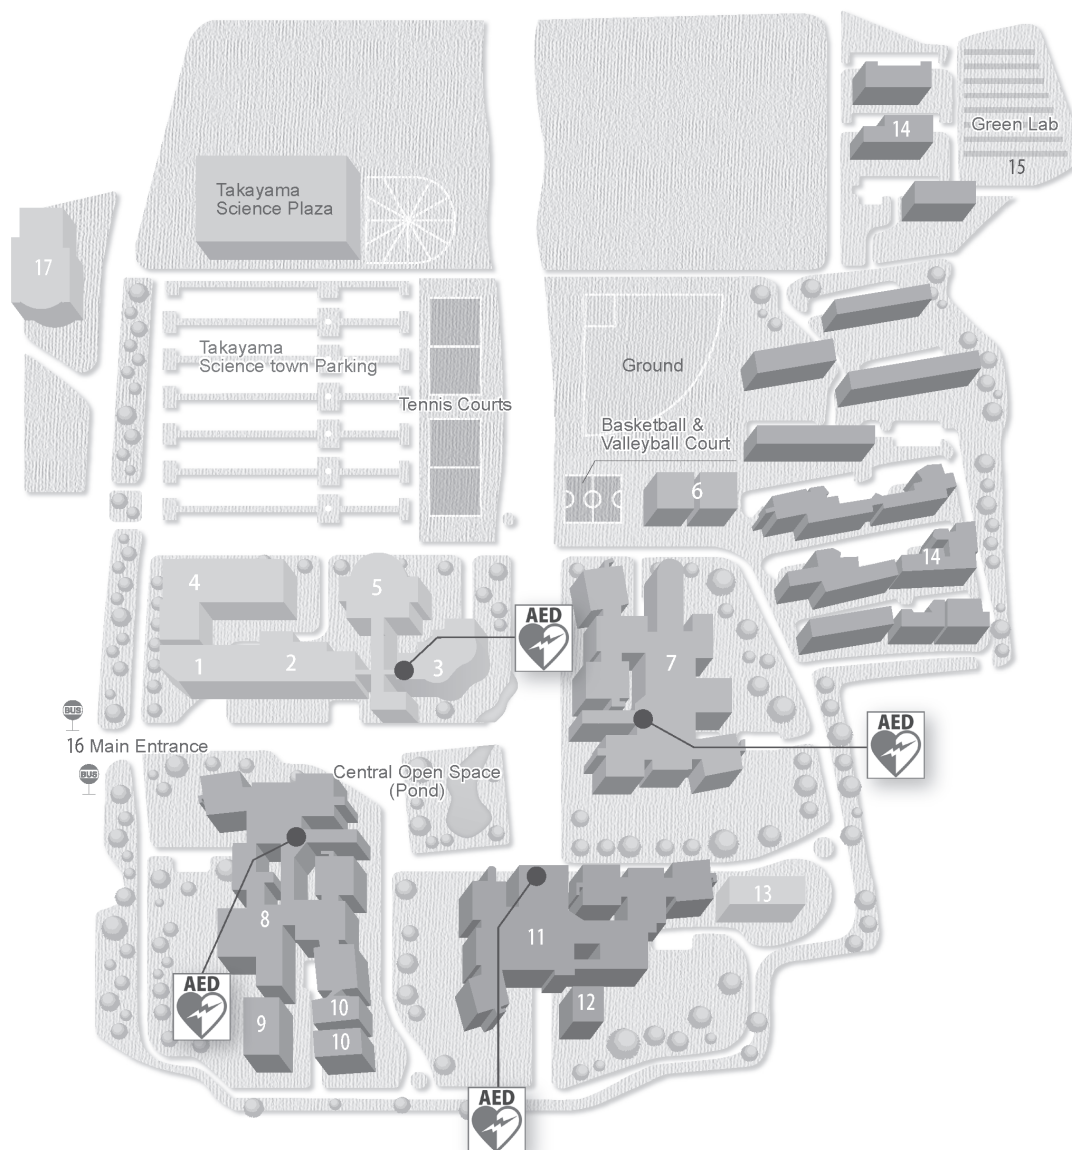 14
Green Lab
15
Takayama
Science Plaza
17
Takayama
Science town Parking
Tennis Courts
Ground
Basketball &
Valleyball Court
6
14
4
5
AED
1
2
3
7
BUS
16 Main Entrance
AED
BUS
Central Open Space
(Pond)
8
11
13
AED
9
10
10
12
AED